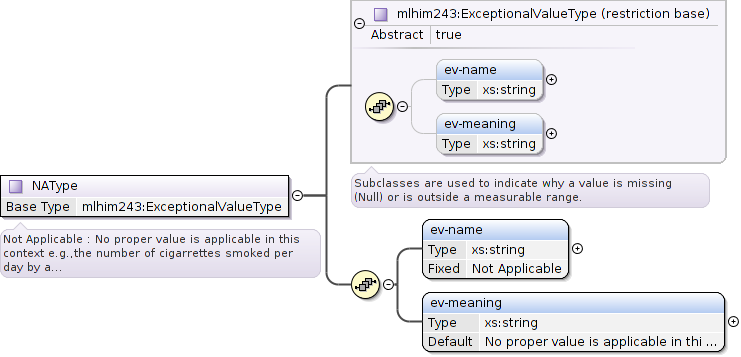 mlhim243:ExceptionalValueType (restriction base)
Abstract true
ev-name
Type xs:string
ev-meaning
Type xs:string
Subclasses are used to indicate why a value is missing
(Null) or is outside a measurable range.
NAType
Base Type mlhim243:ExceptionalValueType
Not Applicable : No proper value is applicable in this
context e.g.,the number of cigarrettes smoked per
day by a...
ev-name
Type xs:string
Fixed Not Applicable
ev-meaning
Type xs:string
Default No proper value is applicable in thi ...